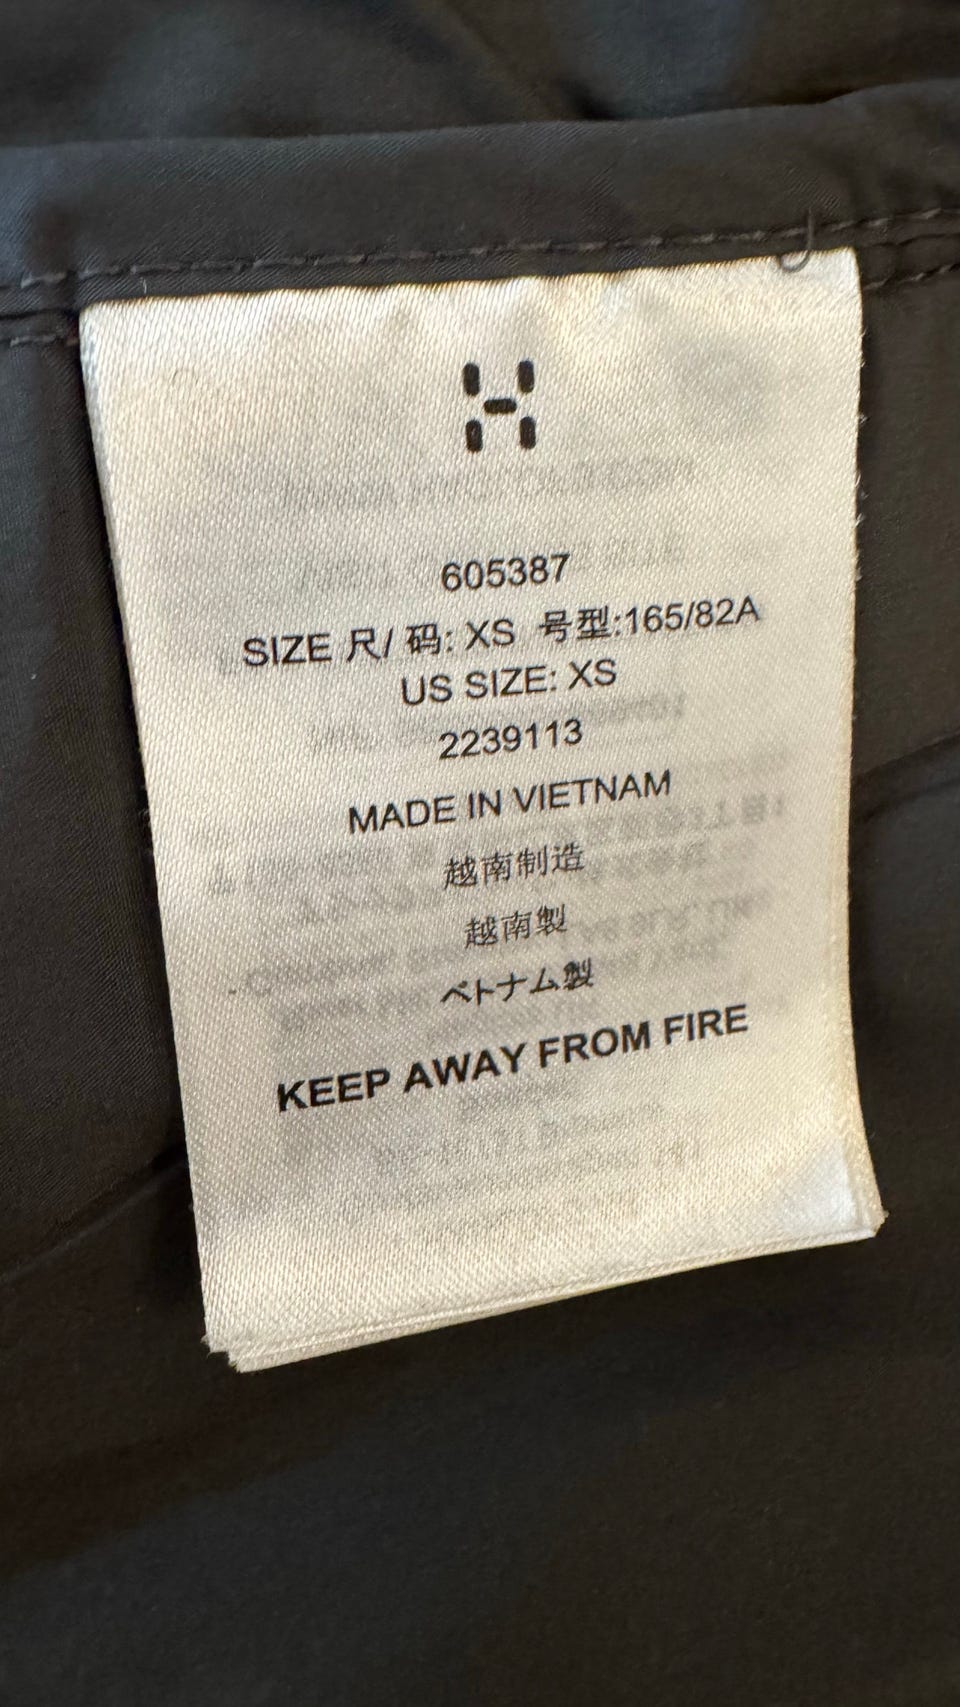 605387
SIZE 尺/ 码: XS 号型:165/82A
US SIZE: XS
2239113
MADE IN VIETNAM
越南制造
越南製
ベトナム製
KEEP AWAY FROM FIRE